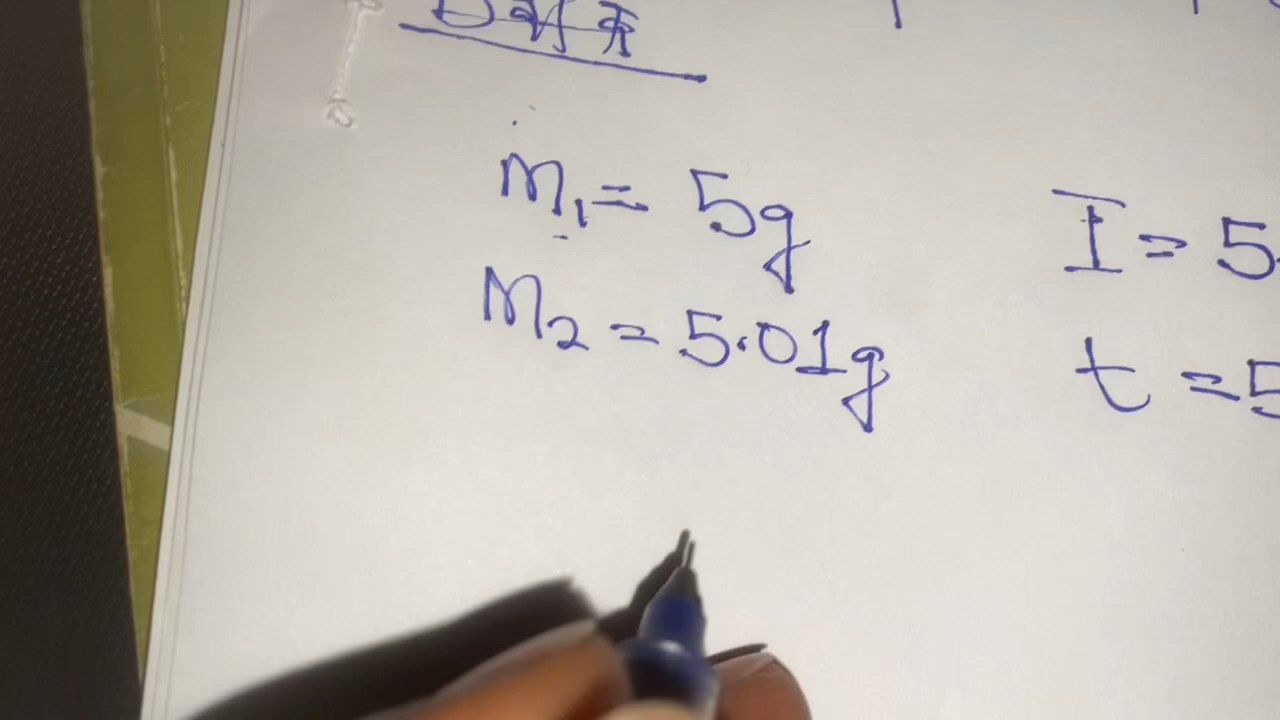 m₁ = 5g
m₂ = 5.01g
I = 5
t = 5